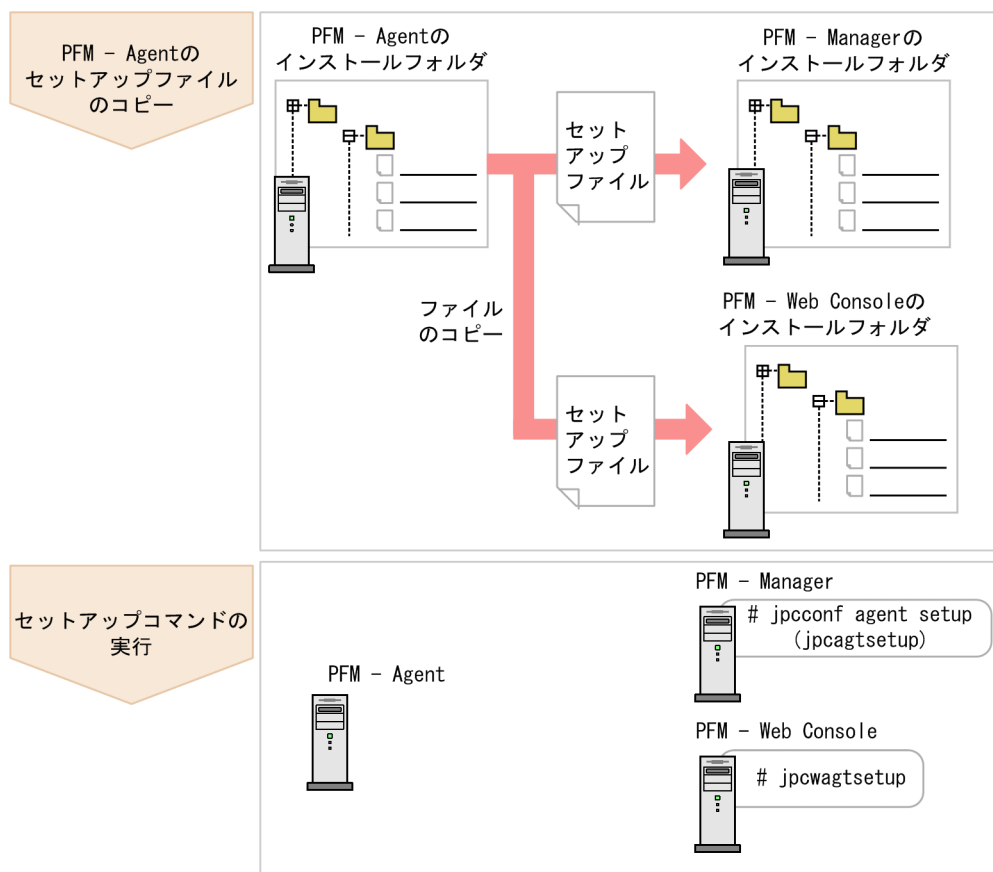 PFM － Agentの
セットアップファイル
のコピー
PFM － Agentの
インストールフォルダ
PFM － Managerの
インストールフォルダ
セット
アップ
ファイル
ファイル
のコピー
PFM － Web Consoleの
インストールフォルダ
セット
アップ
ファイル
セットアップコマンドの
実行
PFM － Agent
PFM － Manager
# jpcconf agent setup
(jpcagtsetup)
PFM － Web Console
# jpcwagtsetup